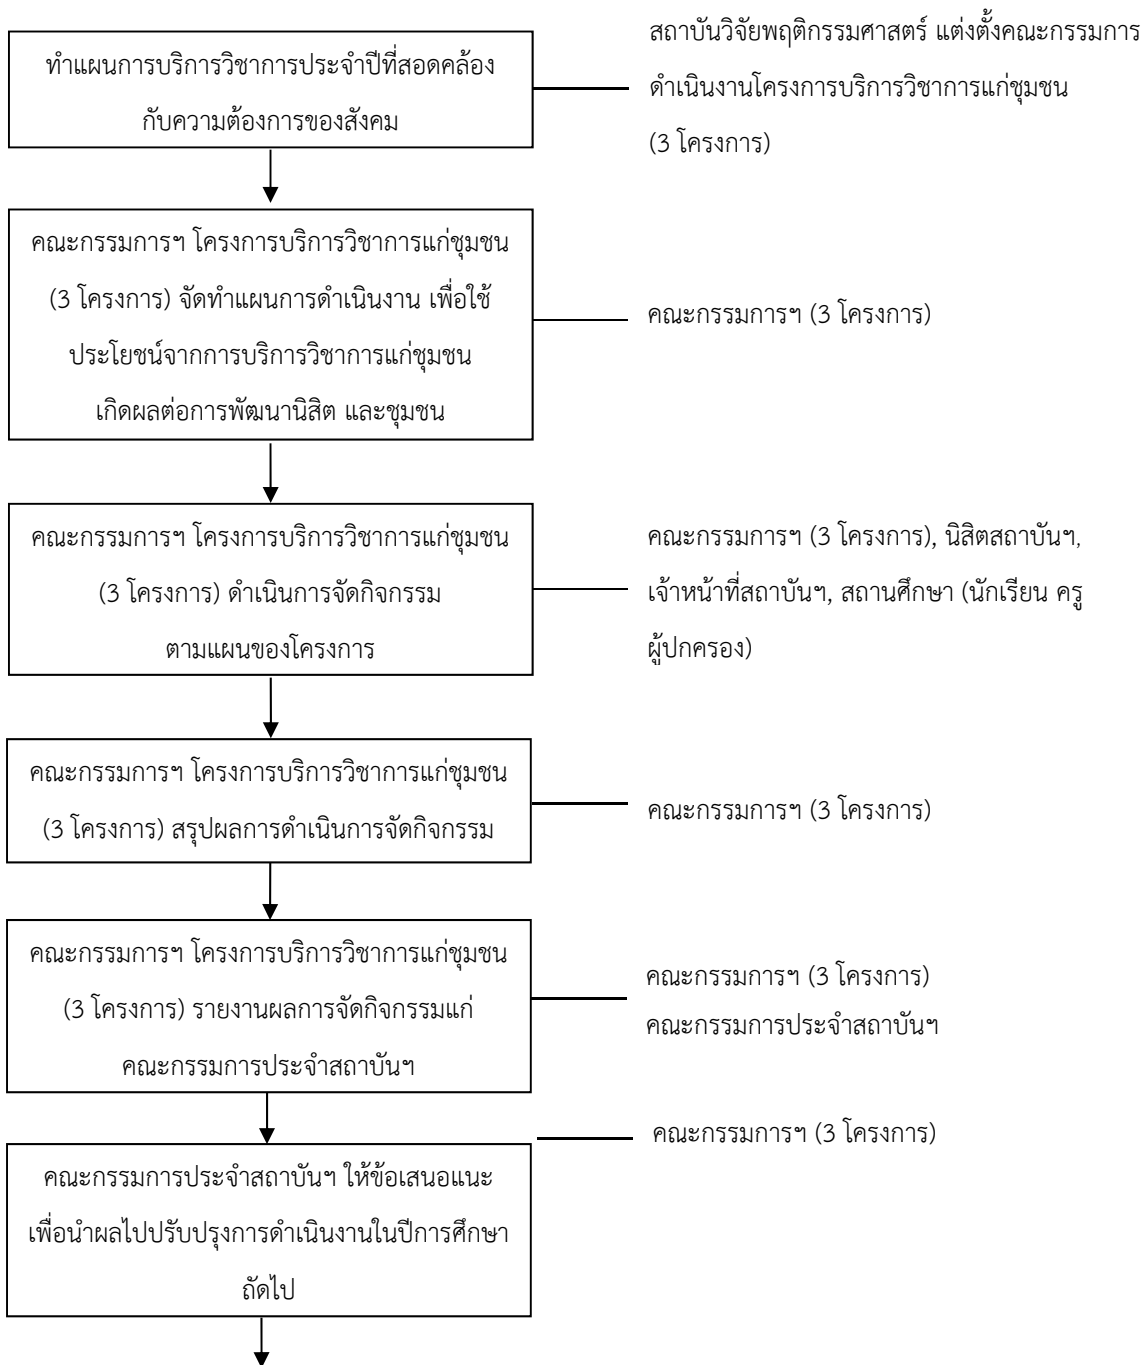 ทำแผนการบริการวิชาการประจำปีที่สอดคล้อง
กับความต้องการของสังคม
สถาบันวิจัยพฤติกรรมศาสตร์ แต่งตั้งคณะกรรมการ
ดำเนินงานโครงการบริการวิชาการแก่ชุมชน
(3 โครงการ)
คณะกรรมการฯ โครงการบริการวิชาการแก่ชุมชน
(3 โครงการ) จัดทำแผนการดำเนินงาน เพื่อใช้
ประโยชน์จากการบริการวิชาการแก่ชุมชน
เกิดผลต่อการพัฒนานิสิต และชุมชน
คณะกรรมการฯ (3 โครงการ)
คณะกรรมการฯ โครงการบริการวิชาการแก่ชุมชน
(3 โครงการ) ดำเนินการจัดกิจกรรม
ตามแผนของโครงการ
คณะกรรมการฯ (3 โครงการ), นิสิตสถาบันฯ,
เจ้าหน้าที่สถาบันฯ, สถานศึกษา (นักเรียน ครู
ผู้ปกครอง)
คณะกรรมการฯ โครงการบริการวิชาการแก่ชุมชน
(3 โครงการ) สรุปผลการดำเนินการจัดกิจกรรม
คณะกรรมการฯ (3 โครงการ)
คณะกรรมการฯ โครงการบริการวิชาการแก่ชุมชน
(3 โครงการ) รายงานผลการจัดกิจกรรมแก่
คณะกรรมการประจำสถาบันฯ
คณะกรรมการฯ (3 โครงการ)
คณะกรรมการประจำสถาบันฯ
คณะกรรมการฯ (3 โครงการ)
คณะกรรมการประจำสถาบันฯ ให้ข้อเสนอแนะ
เพื่อนำผลไปปรับปรุงการดำเนินงานในปีการศึกษา
ถัดไป